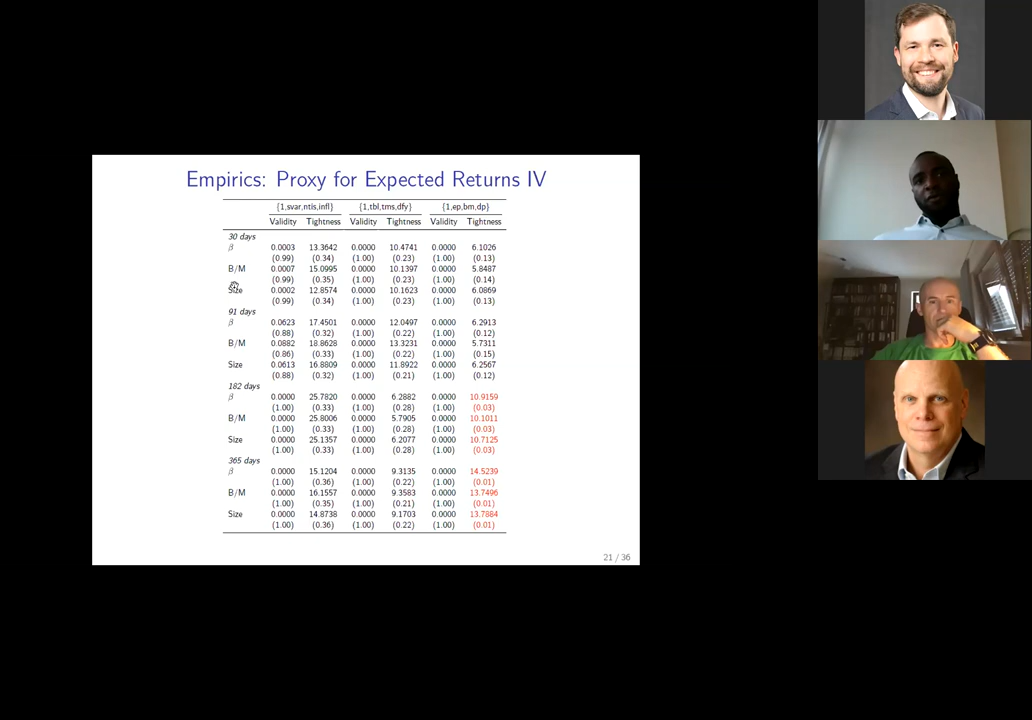 Empirics: Proxy for Expected Returns IV
{1,svar,ntis,infl} {1,tbl,tms,dfy} {1,ep,bm,dp}
Validity Tightness Validity Tightness Validity Tightness
30 days
β 0.0003 13.3642 0.0000 10.4741 0.0000 6.1026
(0.99) (0.34) (1.00) (0.23) (1.00) (0.13)
B/M 0.0007 15.0995 0.0000 10.1397 0.0000 5.8487
(0.99) (0.35) (1.00) (0.23) (1.00) (0.14)
Size 0.0002 12.8574 0.0000 10.1623 0.0000 6.0869
(0.99) (0.34) (1.00) (0.23) (1.00) (0.13)
91 days
β 0.0623 17.4501 0.0000 12.0497 0.0000 6.2913
(0.88) (0.32) (1.00) (0.22) (1.00) (0.12)
B/M 0.0882 18.8628 0.0000 13.3231 0.0000 5.7311
(0.86) (0.33) (1.00) (0.22) (1.00) (0.15)
Size 0.0613 16.8809 0.0000 11.8922 0.0000 6.2567
(0.88) (0.32) (1.00) (0.21) (1.00) (0.12)
182 days
β 0.0000 25.7820 0.0000 6.2882 0.0000 10.9159
(1.00) (0.33) (1.00) (0.28) (1.00) (0.03)
B/M 0.0000 25.8006 0.0000 5.7905 0.0000 10.1011
(1.00) (0.33) (1.00) (0.28) (1.00) (0.03)
Size 0.0000 25.1357 0.0000 6.2077 0.0000 10.7125
(1.00) (0.33) (1.00) (0.28) (1.00) (0.03)
365 days
β 0.0000 15.1204 0.0000 9.3135 0.0000 14.5239
(1.00) (0.36) (1.00) (0.22) (1.00) (0.01)
B/M 0.0000 16.1557 0.0000 9.3583 0.0000 13.7496
(1.00) (0.35) (1.00) (0.21) (1.00) (0.01)
Size 0.0000 14.8738 0.0000 9.1703 0.0000 13.7884
(1.00) (0.36) (1.00) (0.22) (1.00) (0.01)
21 / 36